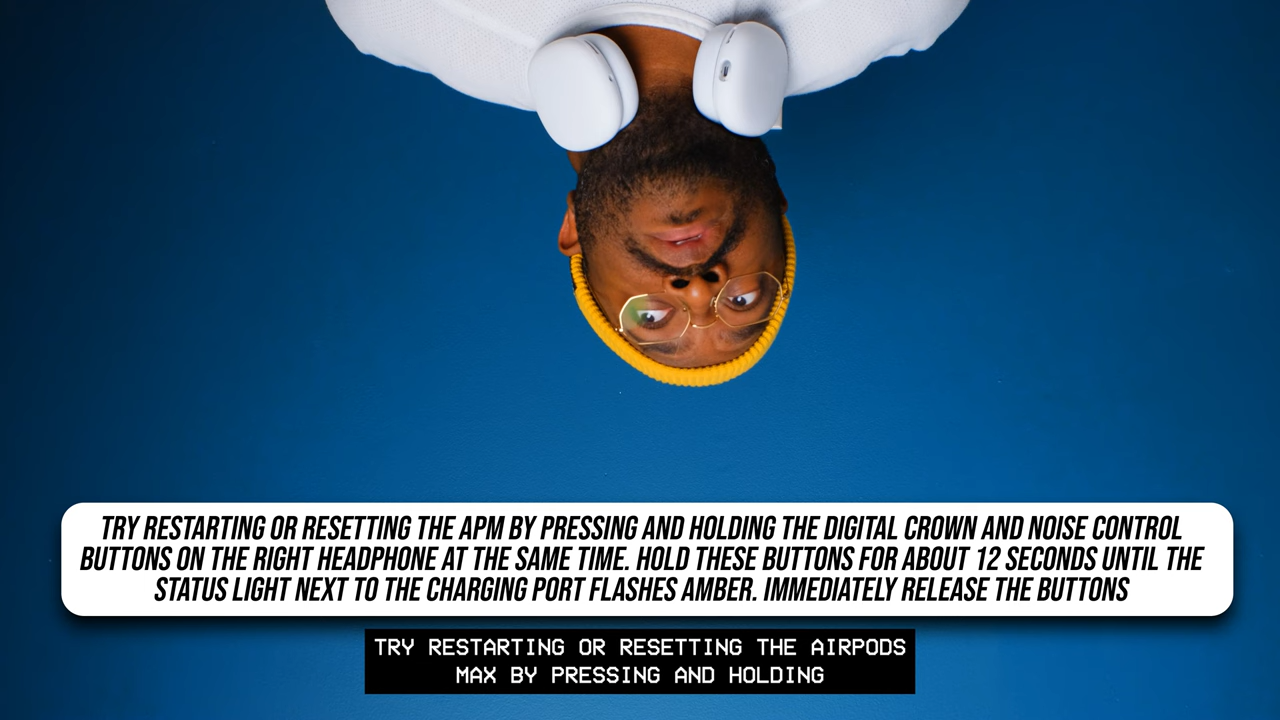 TRY RESTARTING OR RESETTING THE APM BY PRESSING AND HOLDING THE DIGITAL CROWN AND NOISE CONTROL
BUTTONS ON THE RIGHT HEADPHONE AT THE SAME TIME. HOLD THESE BUTTONS FOR ABOUT 12 SECONDS UNTIL THE
STATUS LIGHT NEXT TO THE CHARGING PORT FLASHES AMBER. IMMEDIATELY RELEASE THE BUTTONS
TRY RESTARTING OR RESETTING THE AIRPODS
MAX BY PRESSING AND HOLDING